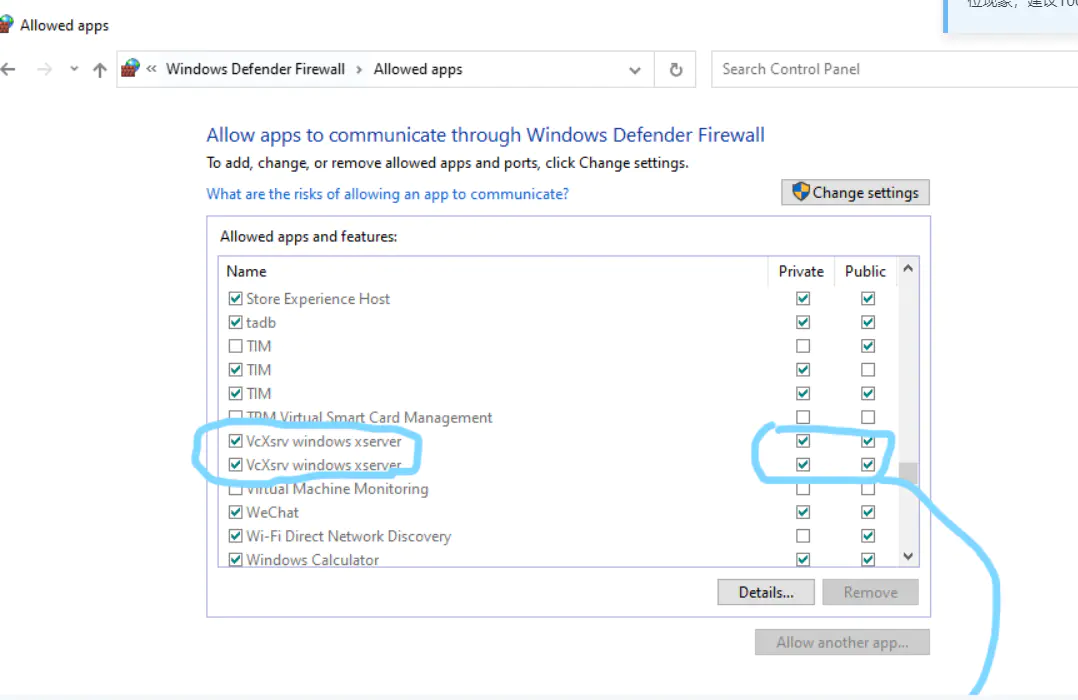 位现象，建议100
Allowed apps
« Windows Defender Firewall › Allowed apps
Search Control Panel
Allow apps to communicate through Windows Defender Firewall
To add, change, or remove allowed apps and ports, click Change settings.
What are the risks of allowing an app to communicate?
Change settings
Allowed apps and features:
Name Private Public
Store Experience Host
tadb
TIM
TIM
TIM
TPM Virtual Smart Card Management
VcXsrv windows xserver
VcXsrv windows xserver
Virtual Machine Monitoring
WeChat
Wi-Fi Direct Network Discovery
Windows Calculator
Details... Remove
Allow another app...